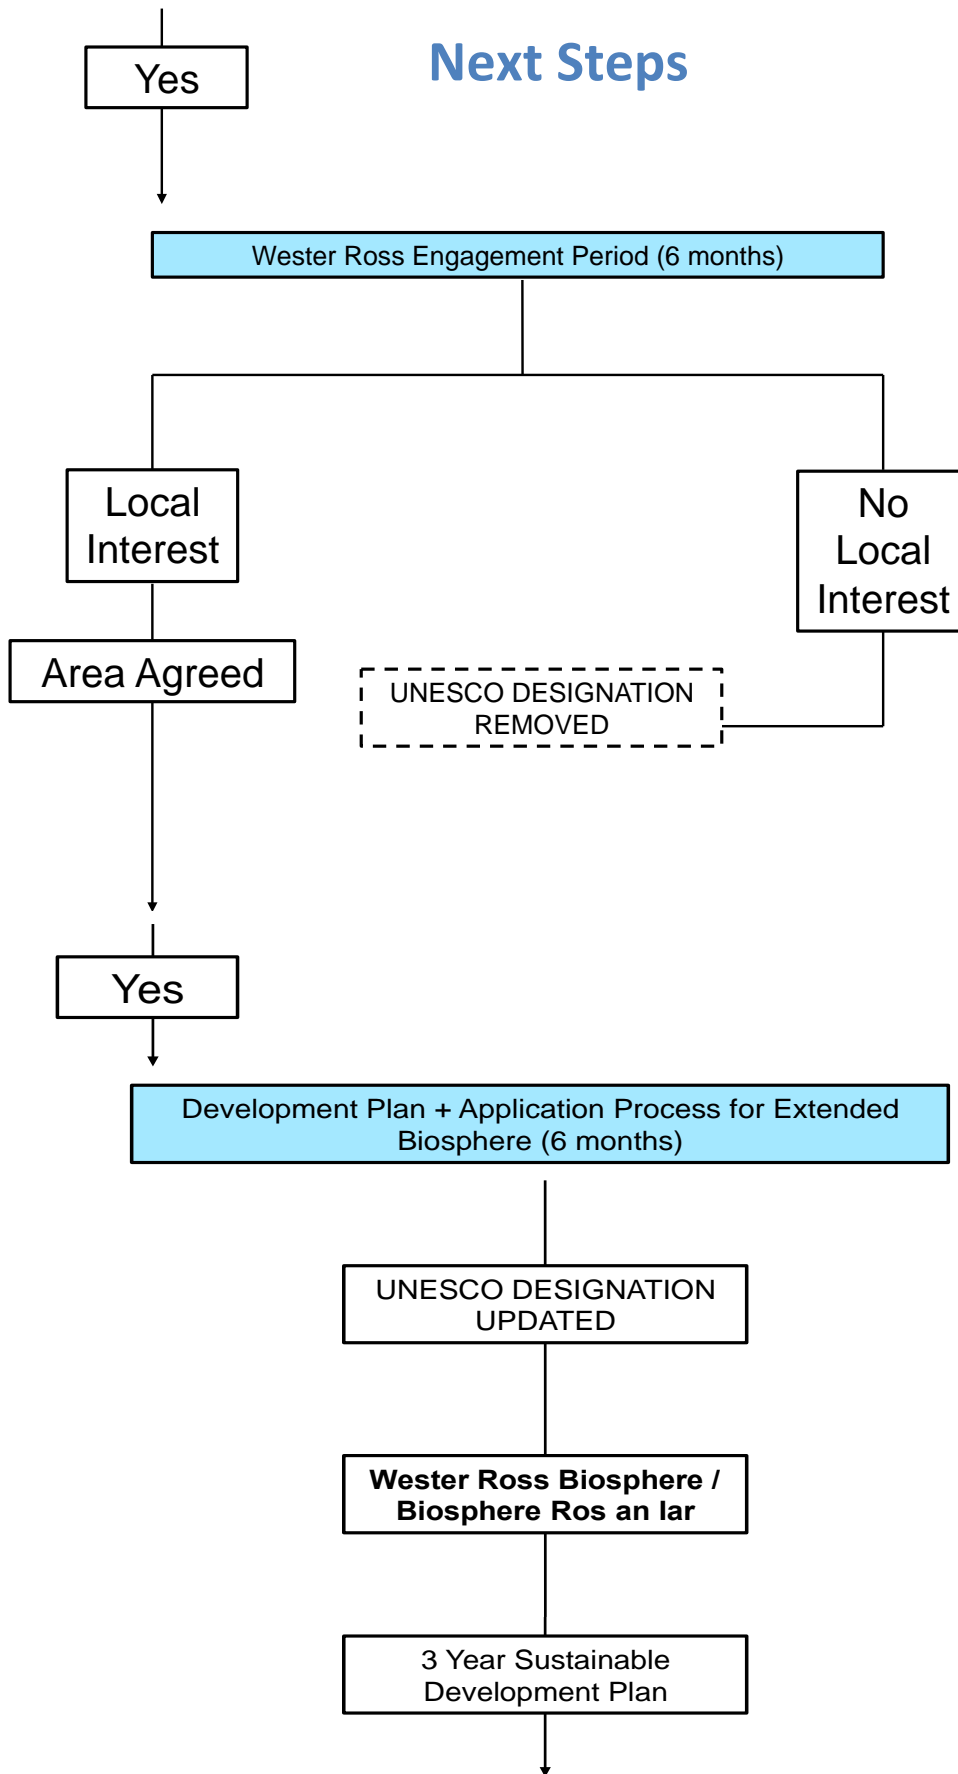 Next Steps
Yes
Wester Ross Engagement Period (6 months)
Local
Interest
No
Local
Interest
Area Agreed
UNESCO DESIGNATION
REMOVED
Yes
Development Plan + Application Process for Extended
Biosphere (6 months)
UNESCO DESIGNATION
UPDATED
Wester Ross Biosphere /
Biosphere Ros an Iar
3 Year Sustainable
Development Plan